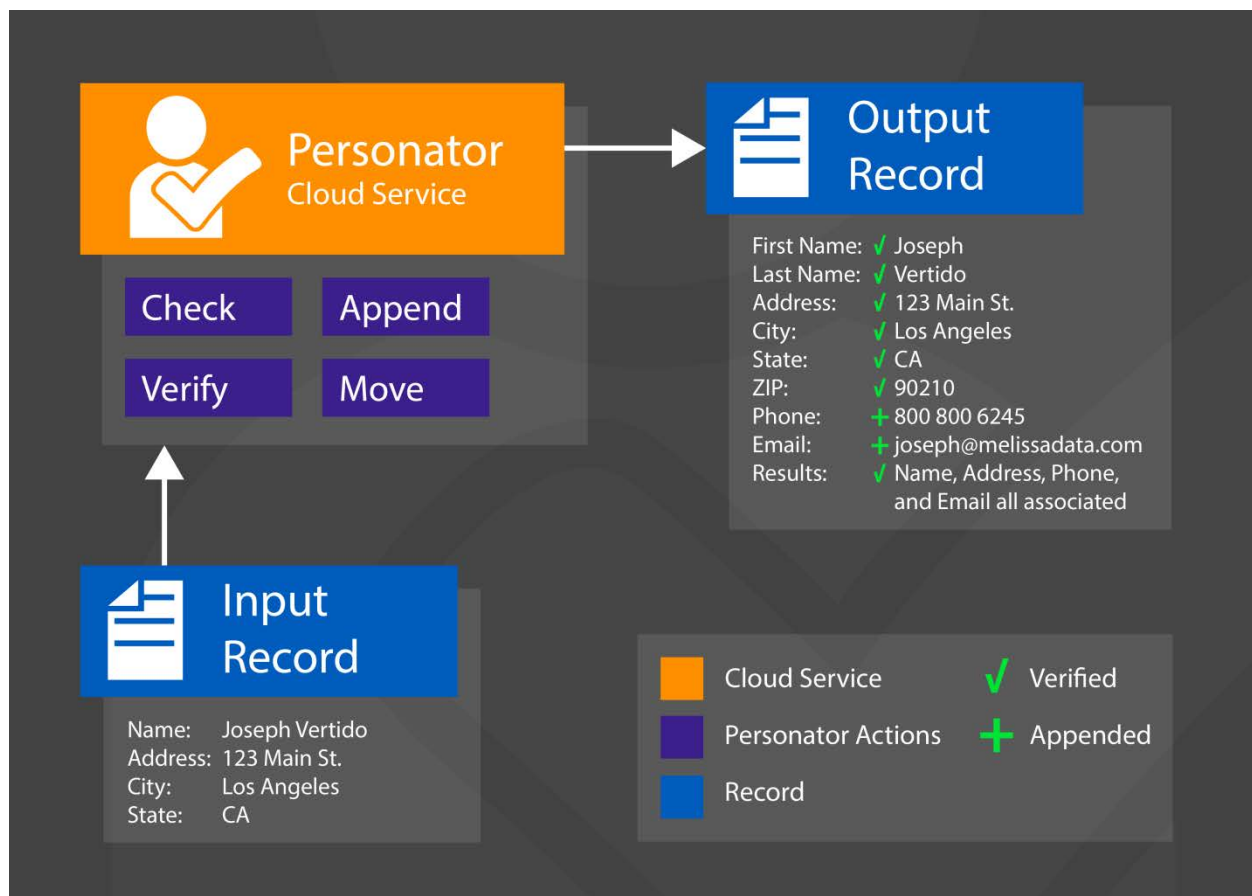 Personator
Cloud Service
Check
Append
Verify
Move
Input
Record
Name: Joseph Vertido
Address: 123 Main St.
City: Los Angeles
State: CA
Output
Record
First Name: √ Joseph
Last Name: √ Vertido
Address: √ 123 Main St.
City: √ Los Angeles
State: √ CA
ZIP: √ 90210
Phone: + 800 800 6245
Email: + joseph@melissadata.com
Results: √ Name, Address, Phone,
and Email all associated
Cloud Service
Personator Actions
Record
√ Verified
+ Appended